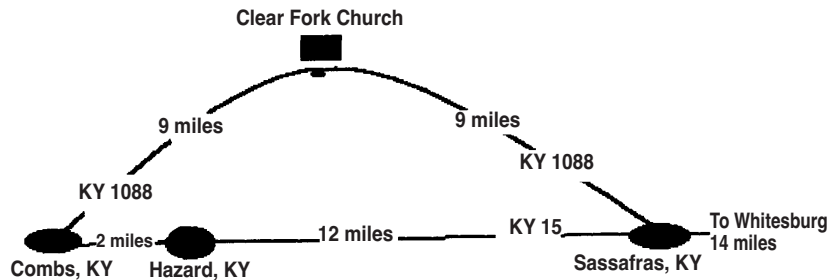 Clear Fork Church
9 miles
9 miles
KY 1088
KY 1088
2 miles
12 miles
KY 15
To Whitesburg
14 miles
Combs, KY
Hazard, KY
Sassafras, KY